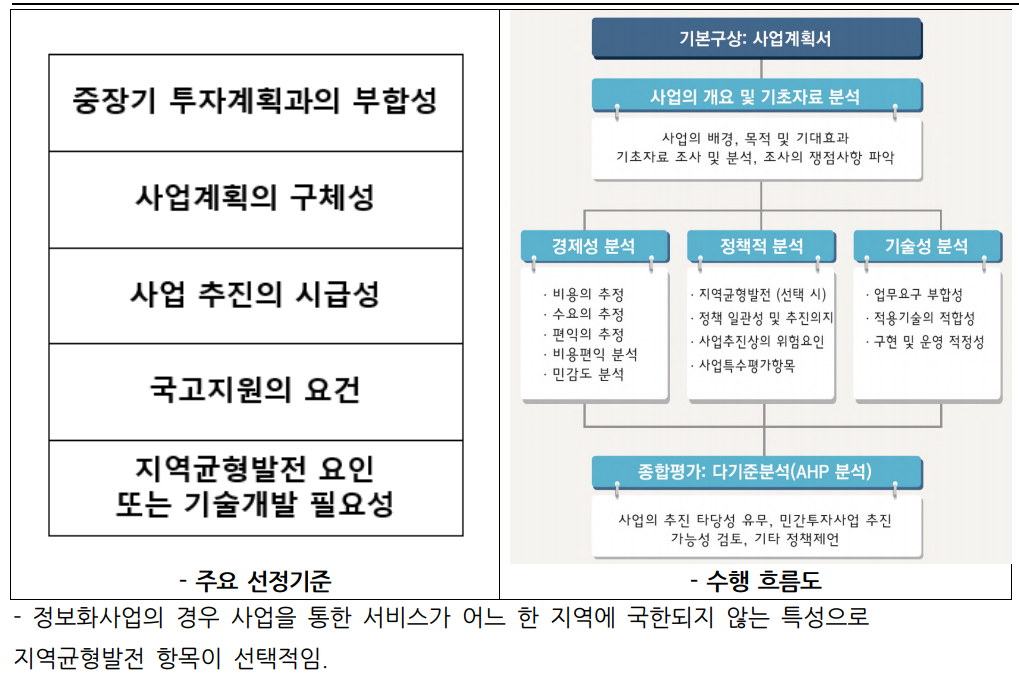 중장기 투자계획과의 부합성
사업계획의 구체성
사업 추진의 시급성
국고지원의 요건
지역균형발전 요인
또는 기술개발 필요성
- 주요 선정기준
기본구상: 사업계획서
사업의 개요 및 기초자료 분석
사업의 배경, 목적 및 기대효과
기초자료 조사 및 분석, 조사의 쟁점사항 파악
경제성 분석
· 비용의 추정
· 수요의 추정
· 편익의 추정
· 비용편익 분석
· 민감도 분석
정책적 분석
· 지역균형발전 (선택 시)
· 정책 일관성 및 추진의지
· 사업추진상의 위험요인
· 사업특수평가항목
기술성 분석
· 업무요구 부합성
· 적용기술의 적합성
· 구현 및 운영 적정성
종합평가: 다기준분석(AHP 분석)
사업의 추진 타당성 유무, 민간투자사업 추진
가능성 검토, 기타 정책제언
- 수행 흐름도
- 정보화사업의 경우 사업을 통한 서비스가 어느 한 지역에 국한되지 않는 특성으로
지역균형발전 항목이 선택적임.